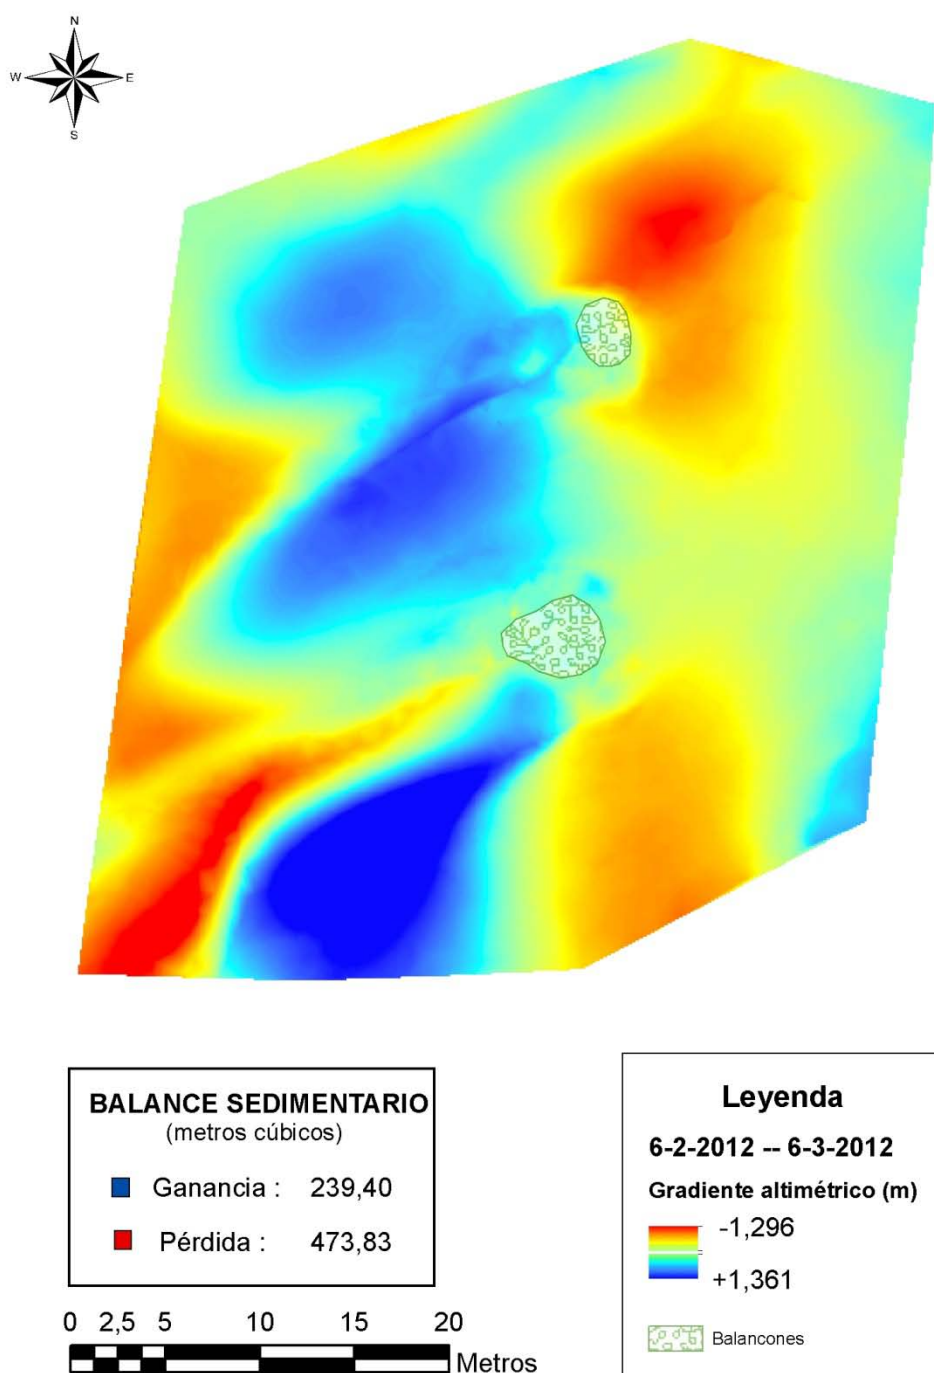 N
W E
S
BALANCE SEDIMENTARIO
(metros cúbicos)
Ganancia : 239,40
Pérdida : 473,83
0 2,5 5 10 15 20
Metros
Leyenda
6-2-2012 -- 6-3-2012
Gradiente altimétrico (m)
-1,296
+1,361
Balancones